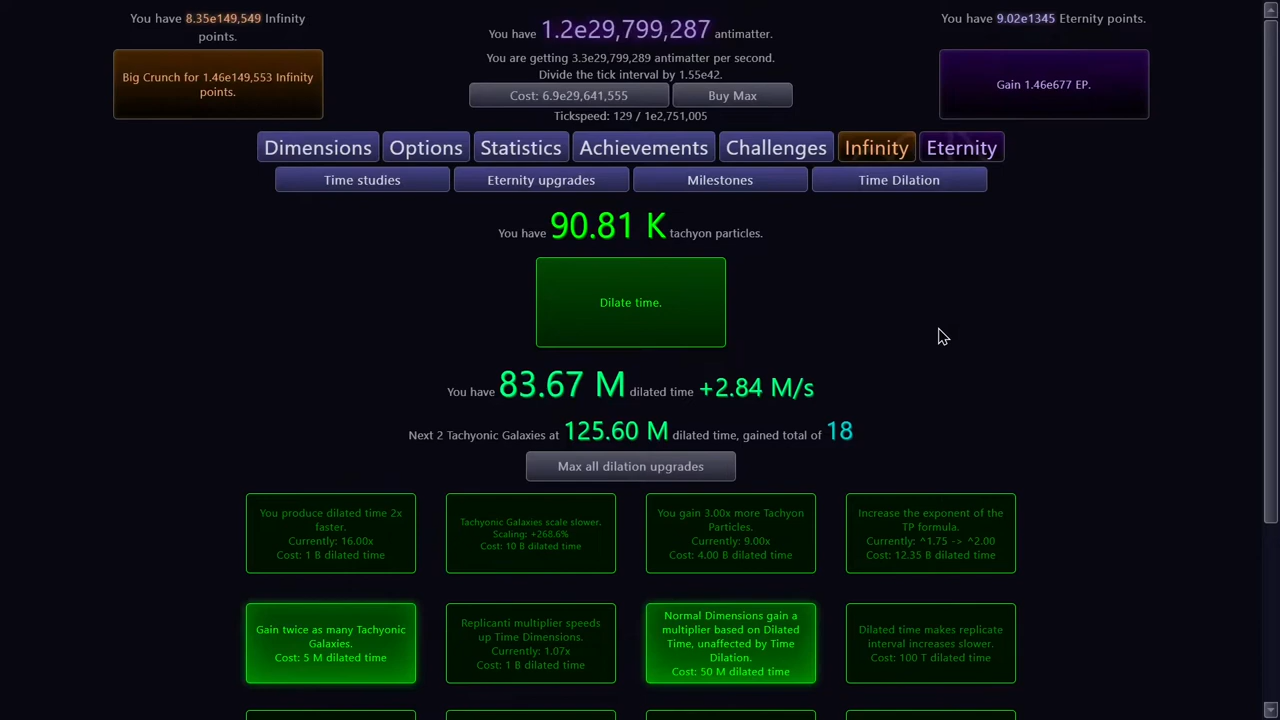 You have 8.35e149,549 Infinity
points.
Big Crunch for 1.46e149,553 Infinity
points.
You have 1.2e29,799,287 antimatter.
You are getting 3.3e29,799,289 antimatter per second.
Divide the tick interval by 1.55e42.
Cost: 6.9e29,641,555
Buy Max
Tickspeed: 129 / 1e2,751,005
You have 9.02e1345 Eternity points.
Gain 1.46e677 EP.
Dimensions
Options
Statistics
Achievements
Challenges
Infinity
Eternity
Time studies
Eternity upgrades
Milestones
Time Dilation
You have 90.81 K tachyon particles.
Dilate time.
You have 83.67 M dilated time +2.84 M/s
Next 2 Tachyonic Galaxies at 125.60 M dilated time, gained total of 18
Max all dilation upgrades
You produce dilated time 2x
faster.
Currently: 16.00x
Cost: 1 B dilated time
Tachyonic Galaxies scale slower.
Scaling: +268.6%
Cost: 10 B dilated time
You gain 3.00x more Tachyon
Particles.
Currently: 9.00x
Cost: 4.00 B dilated time
Increase the exponent of the
TP formula.
Currently: ^1.75 -> ^2.00
Cost: 12.35 B dilated time
Gain twice as many Tachyonic
Galaxies.
Cost: 5 M dilated time
Replicanti multiplier speeds
up Time Dimensions.
Currently: 1.07x
Cost: 1 B dilated time
Normal Dimensions gain a
multiplier based on Dilated
Time, unaffected by Time
Dilation.
Cost: 50 M dilated time
Dilated time makes replicate
interval increases slower.
Cost: 100 T dilated time